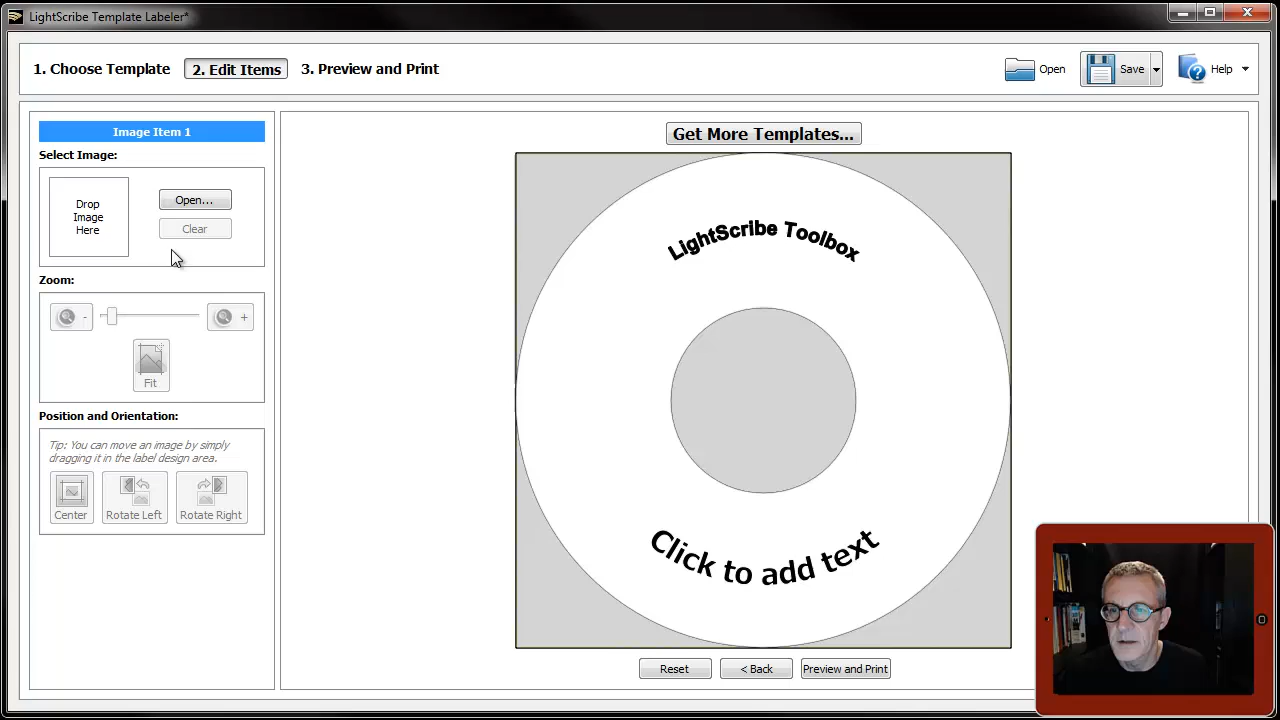 LightScribe Template Labeler*
1. Choose Template
2. Edit Items
3. Preview and Print
Open
Save
Help
Image Item 1
Select Image:
Drop
Image
Here
Open...
Clear
Zoom:
-
+
Fit
Position and Orientation:
Tip: You can move an image by simply
dragging it in the label design area.
Center
Rotate Left
Rotate Right
Get More Templates...
LightScribe Toolbox
Click to add text
Reset
< Back
Preview and Print